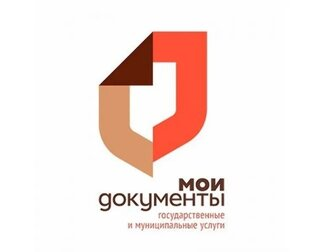 мои
документы
государственные
и муниципальные услуги